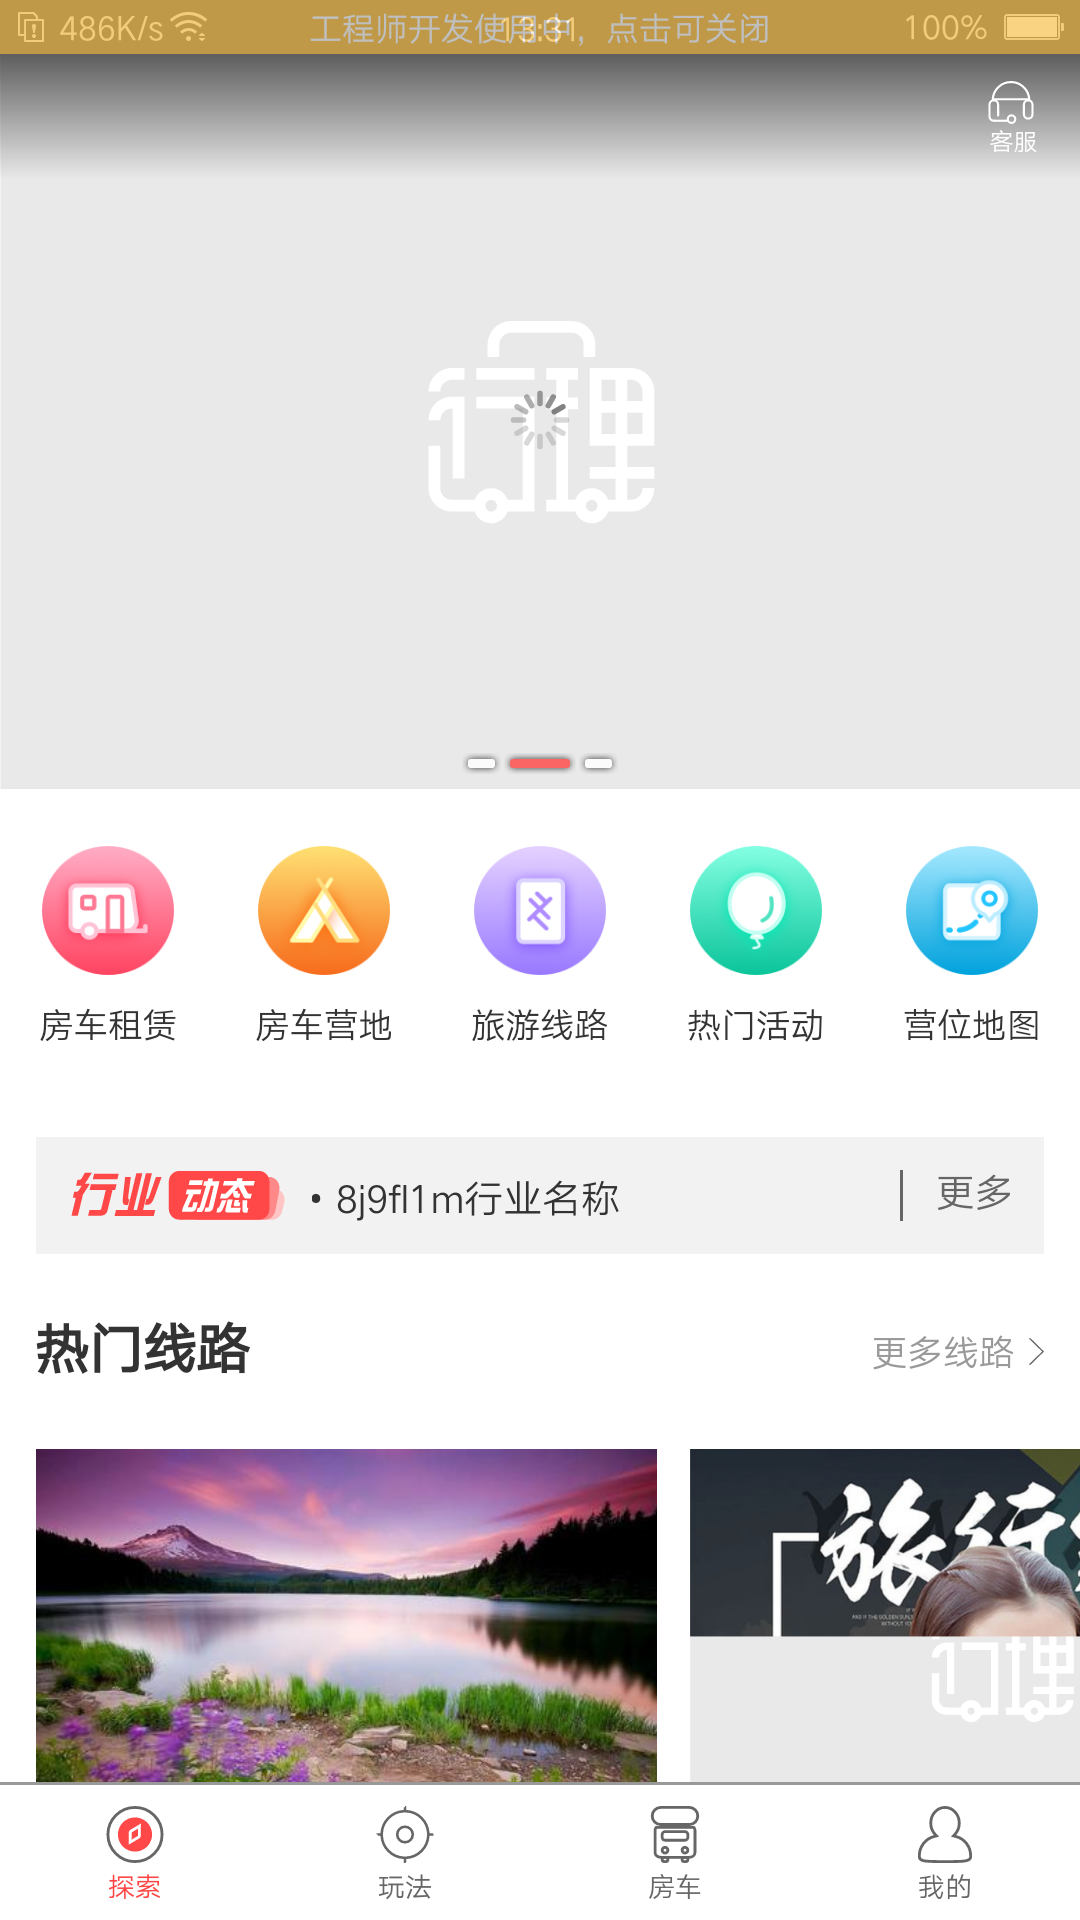 486K/s
工程师开发使用中，点击可关闭
13:31
100%
客服
行理
房车租赁
房车营地
旅游线路
热门活动
营位地图
行业 动态
• 8j9fl1m行业名称
更多
热门线路
更多线路
旅行
行理
探索
玩法
房车
我的